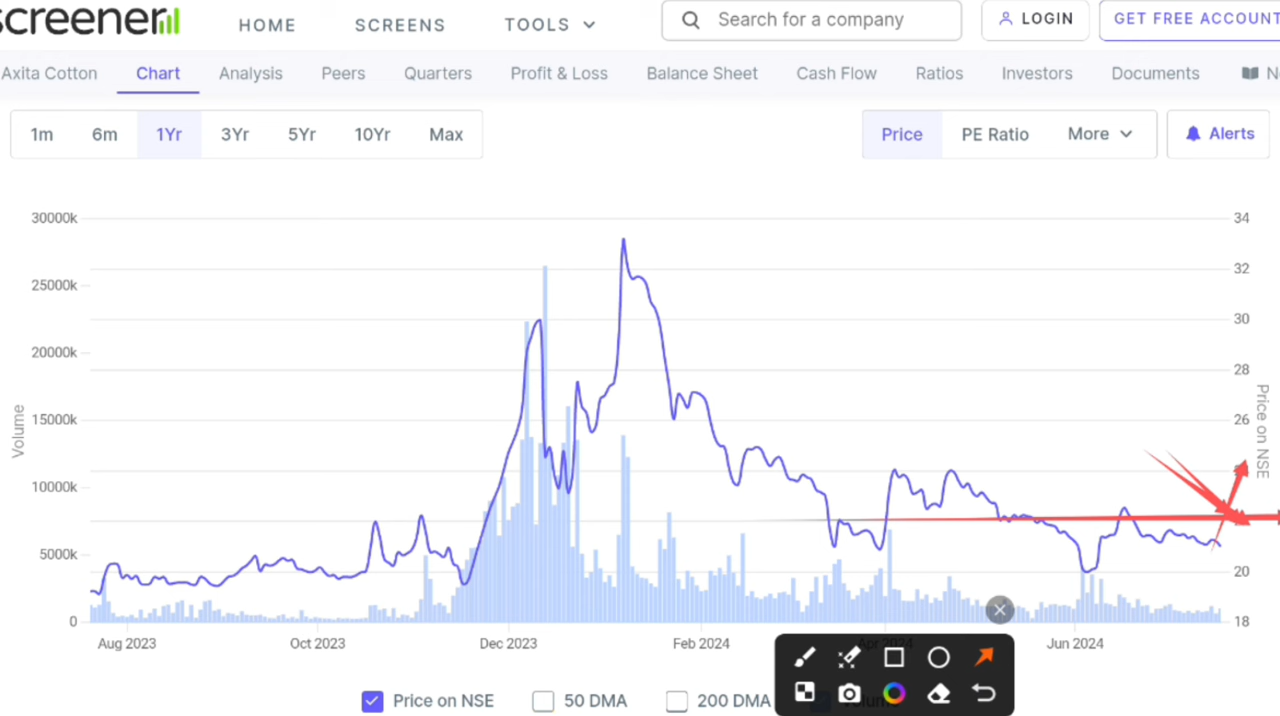 screener
HOME SCREENS TOOLS
Search for a company
LOGIN
GET FREE ACCOUNT
Axita Cotton Chart Analysis Peers Quarters Profit & Loss Balance Sheet Cash Flow Ratios Investors Documents
1m 6m 1Yr 3Yr 5Yr 10Yr Max
Price PE Ratio More
Alerts
30000k 34
32
25000k
30
20000k
28
15000k 26
10000k
5000k
20
0 18
Volume
Price on NSE
Aug 2023 Oct 2023 Dec 2023 Feb 2024 Apr 2024 Jun 2024
Price on NSE 50 DMA 200 DMA Volume